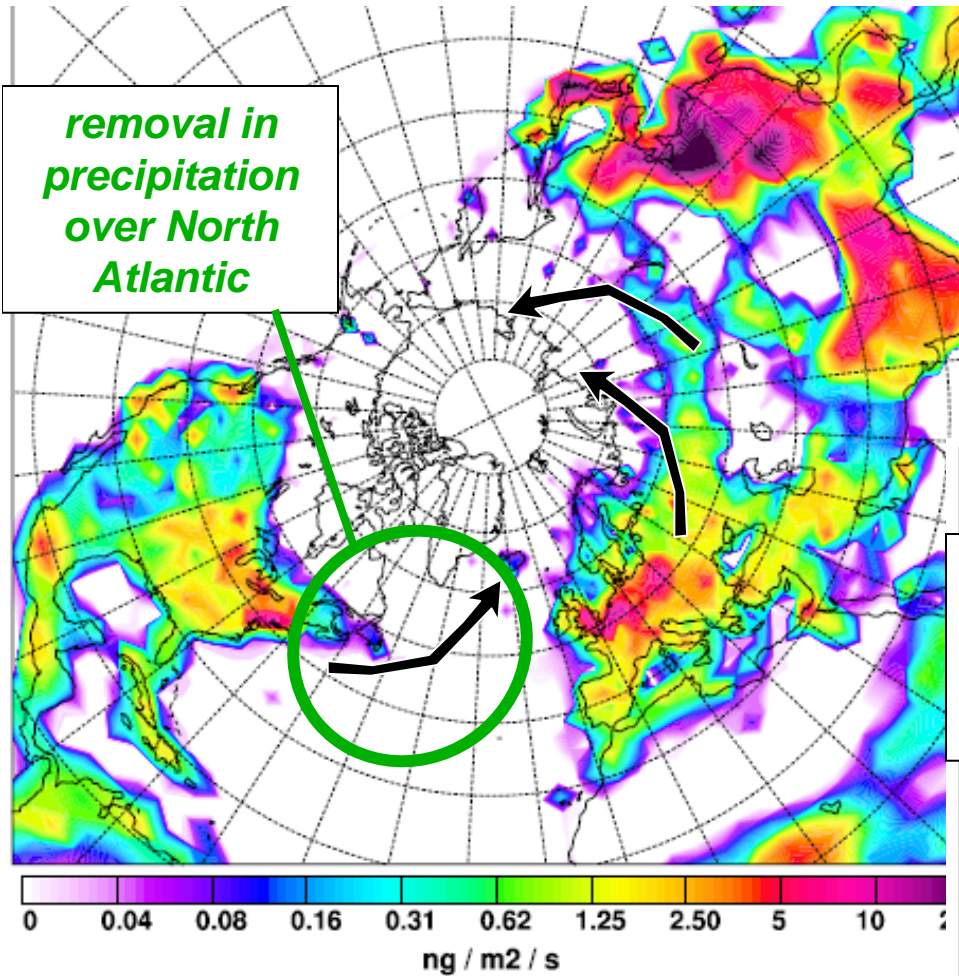 removal in
precipitation
over North
Atlantic
0 0.04 0.08 0.16 0.31 0.62 1.25 2.50 5 10
ng / m2 / s